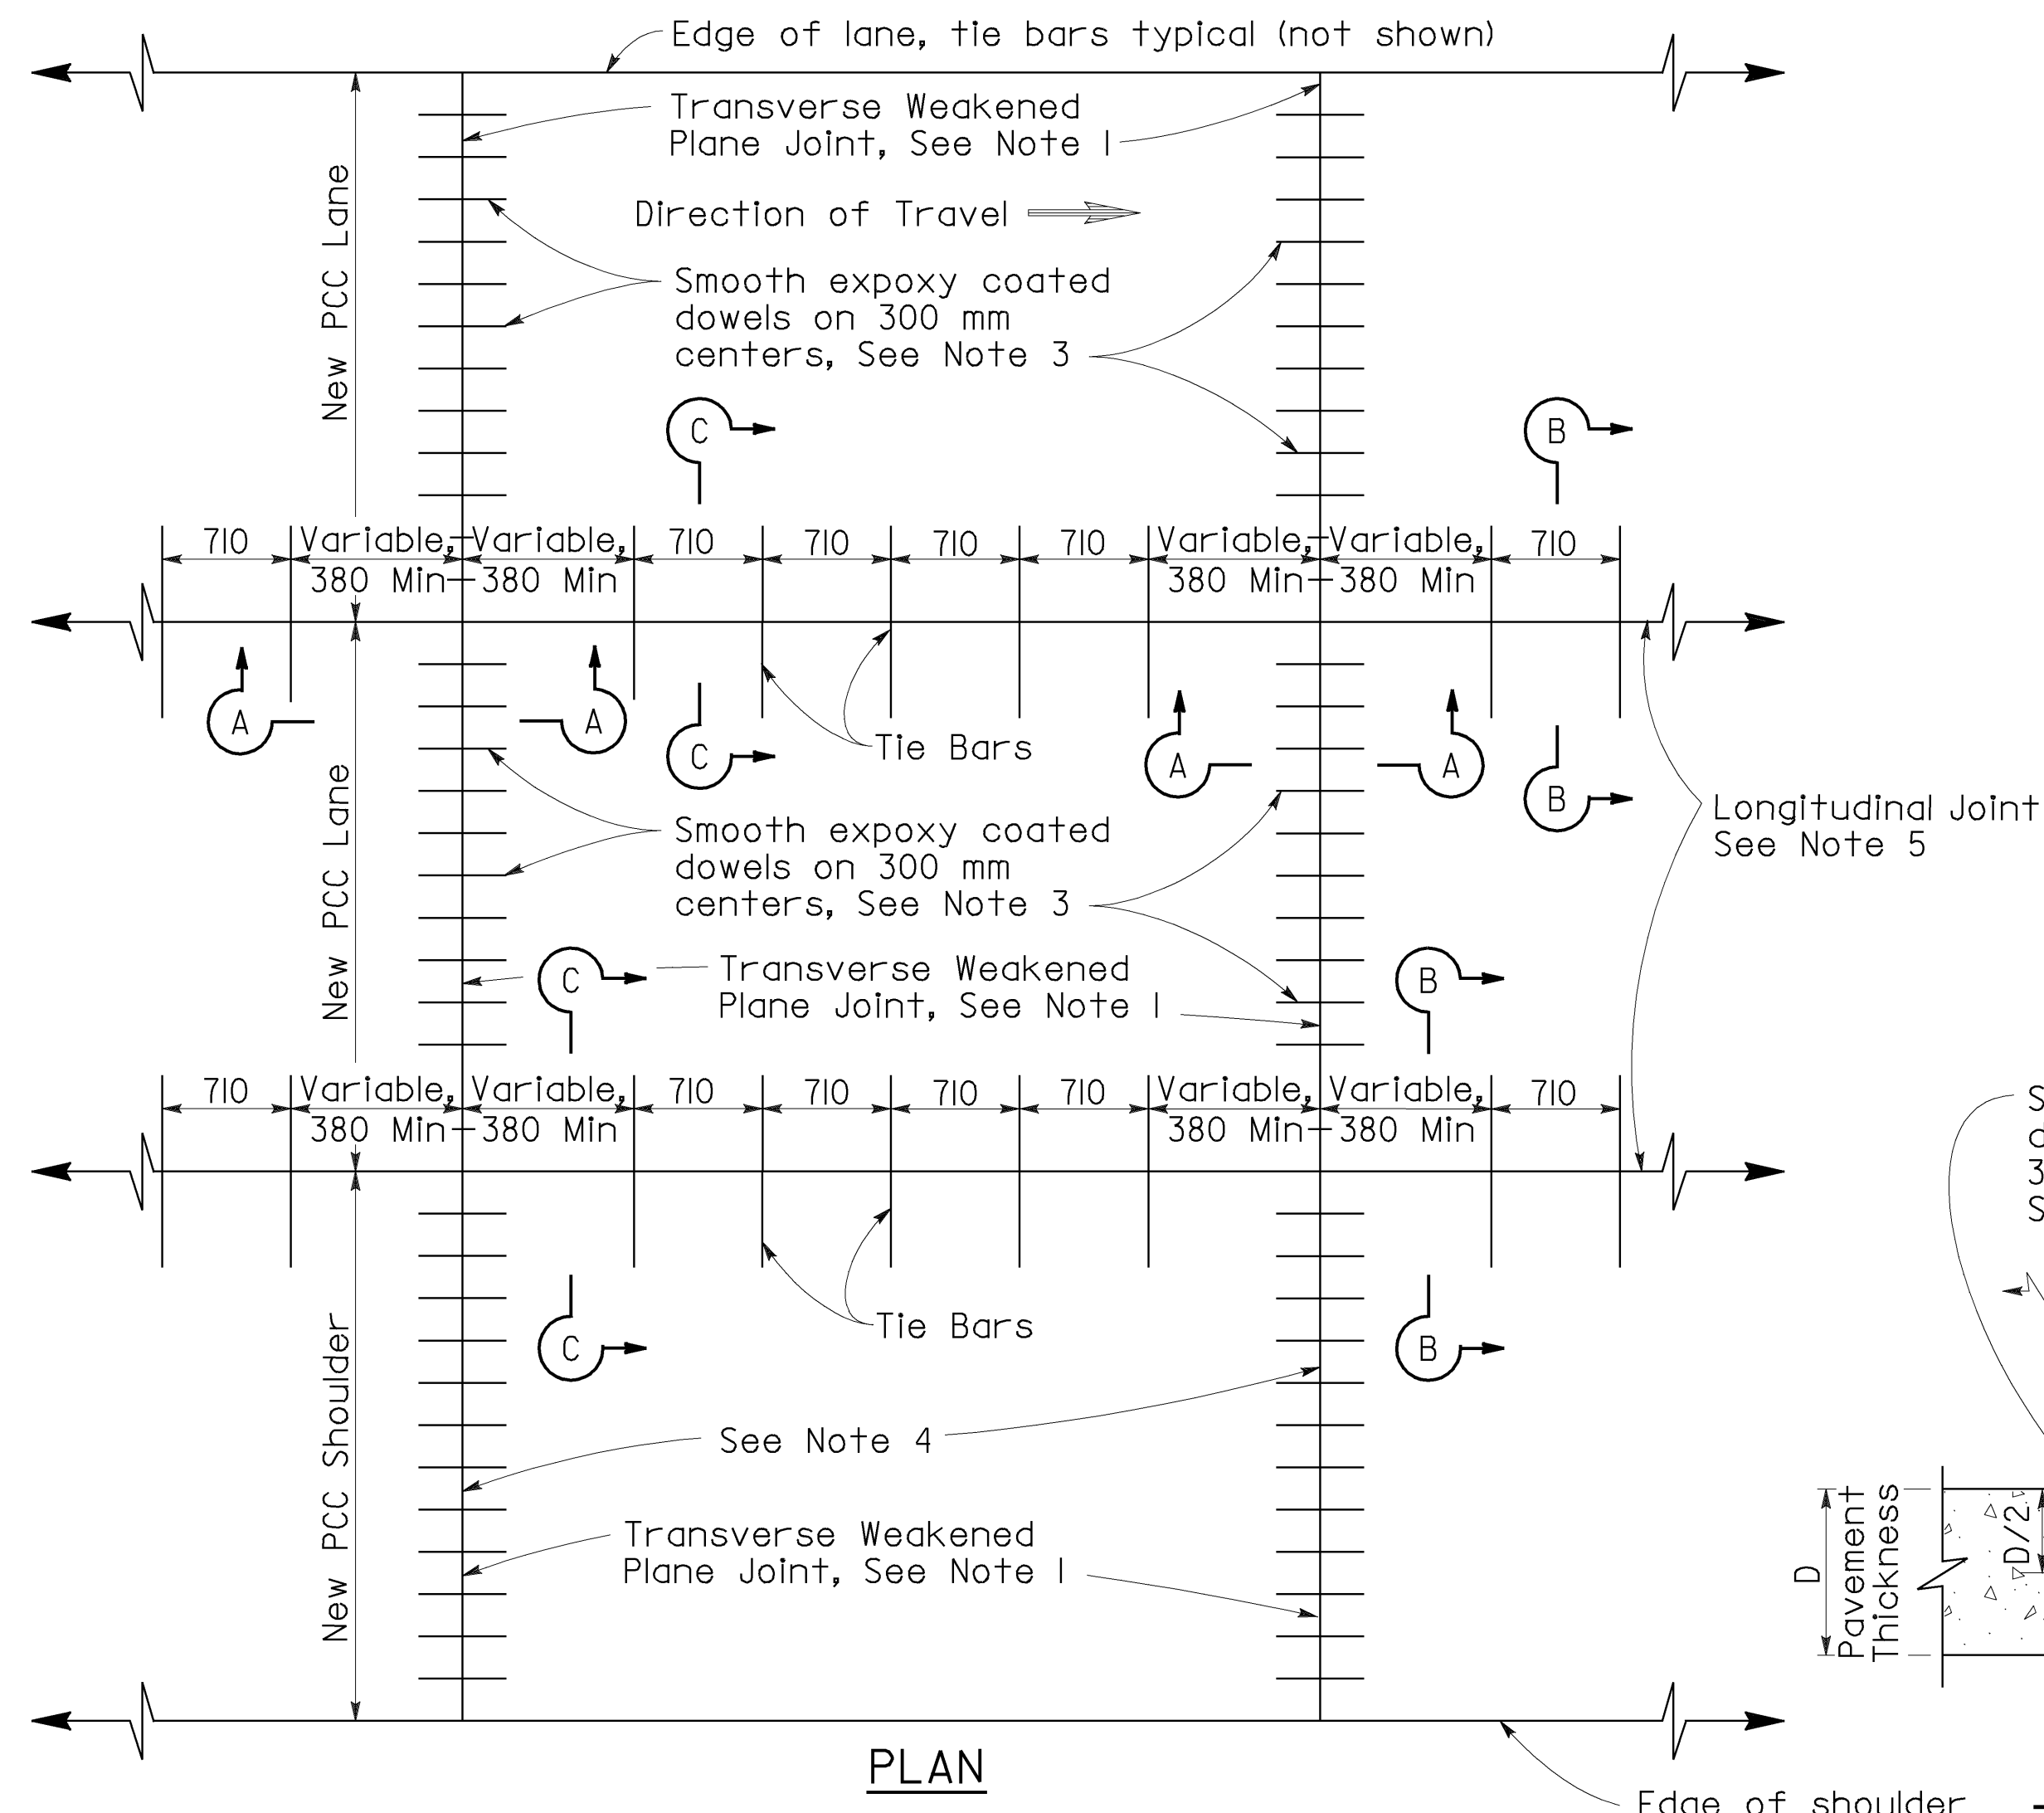 Edge of lane, tie bars typical (not shown)
Transverse Weakened
Plane Joint, See Note 1
Direction of Travel
New PCC Lane
Smooth expoxy coated
dowels on 300 mm
centers, See Note 3
C
B
710
Variable,
380 Min
Variable,
380 Min
710
710
710
710
Variable,
380 Min
Variable,
380 Min
710
A
A
C
Tie Bars
A
A
B
New PCC Lane
Smooth expoxy coated
dowels on 300 mm
centers, See Note 3
Longitudinal Joint
See Note 5
C
Transverse Weakened
Plane Joint, See Note 1
B
710
Variable,
380 Min
Variable,
380 Min
710
710
710
710
Variable,
380 Min
Variable,
380 Min
710
Tie Bars
C
B
New PCC Shoulder
See Note 4
Transverse Weakened
Plane Joint, See Note 1
D
Pavement
Thickness
D/2
PLAN
Edge of shoulder